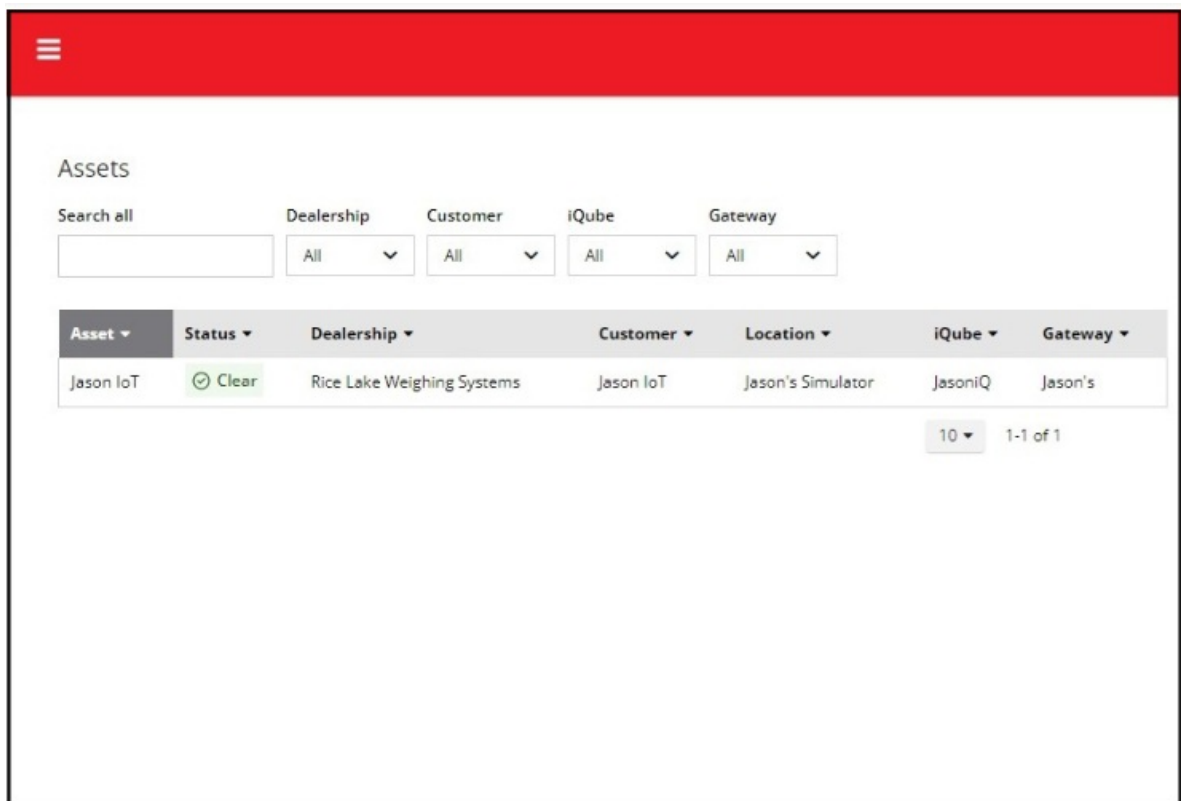 Assets
Search all Dealership Customer iQube Gateway
All All All All
Asset Status Dealership Customer Location iQube Gateway
Jason IoT Clear Rice Lake Weighing Systems Jason IoT Jason's Simulator JasoniQ Jason's
10 1-1 of 1